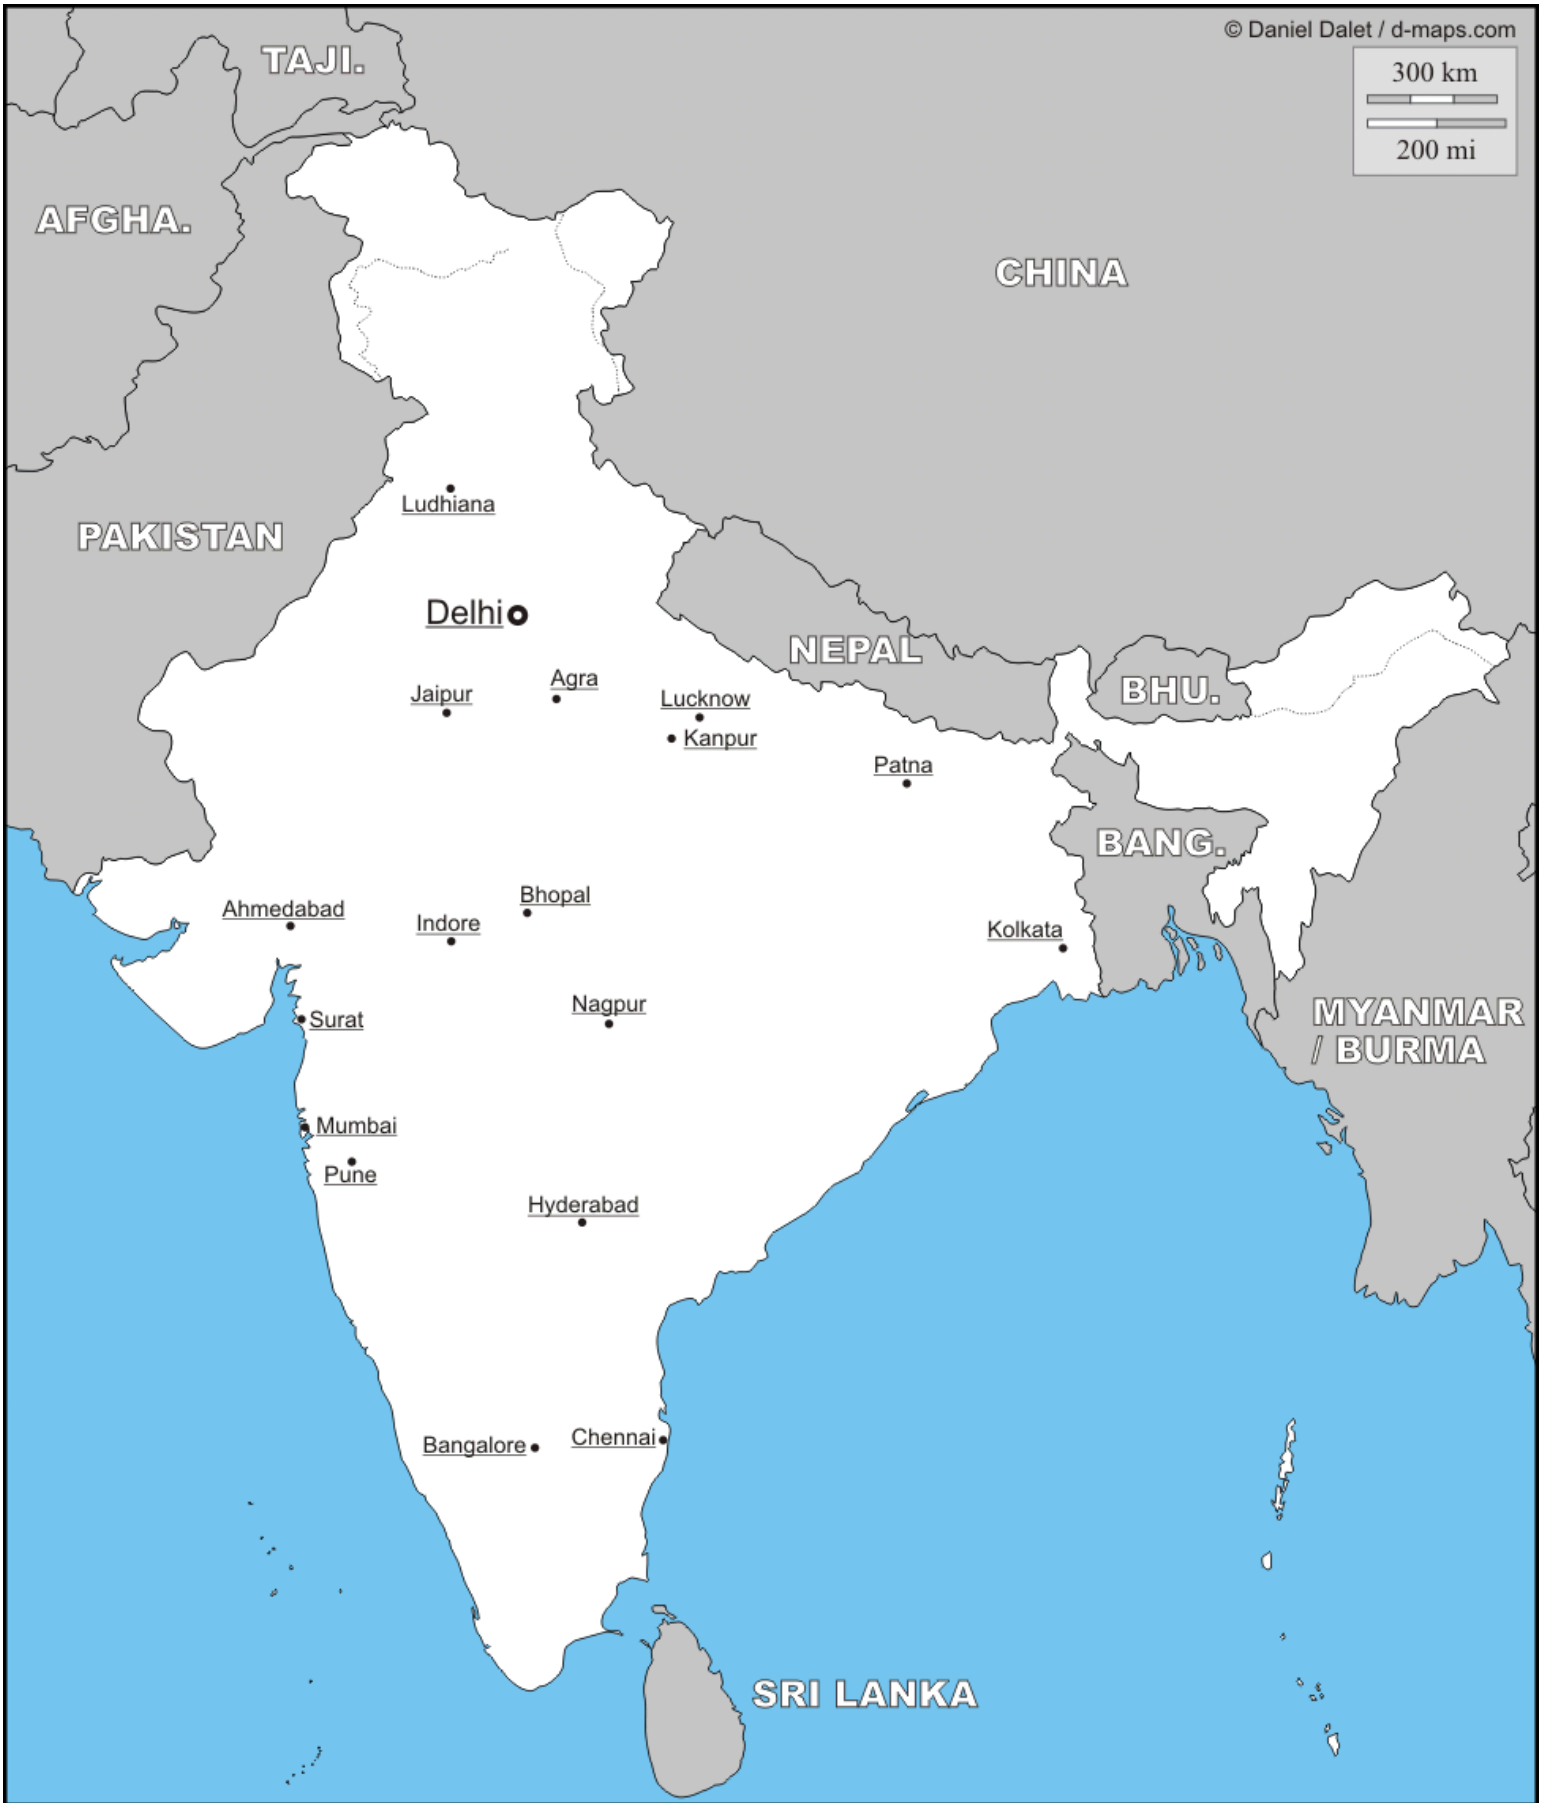 © Daniel Dalet / d-maps.com
TAJI.
300 km
200 mi
AFGHA.
CHINA
Ludhiana
PAKISTAN
Delhi
NEPAL
Agra
BHU.
Jaipur
Lucknow
Kanpur
Patna
BANG.
Bhopal
Ahmedabad
Indore
Kolkata
Nagpur
Surat
MYANMAR
/ BURMA
Mumbai
Pune
Hyderabad
Chennai
Bangalore
SRI LANKA